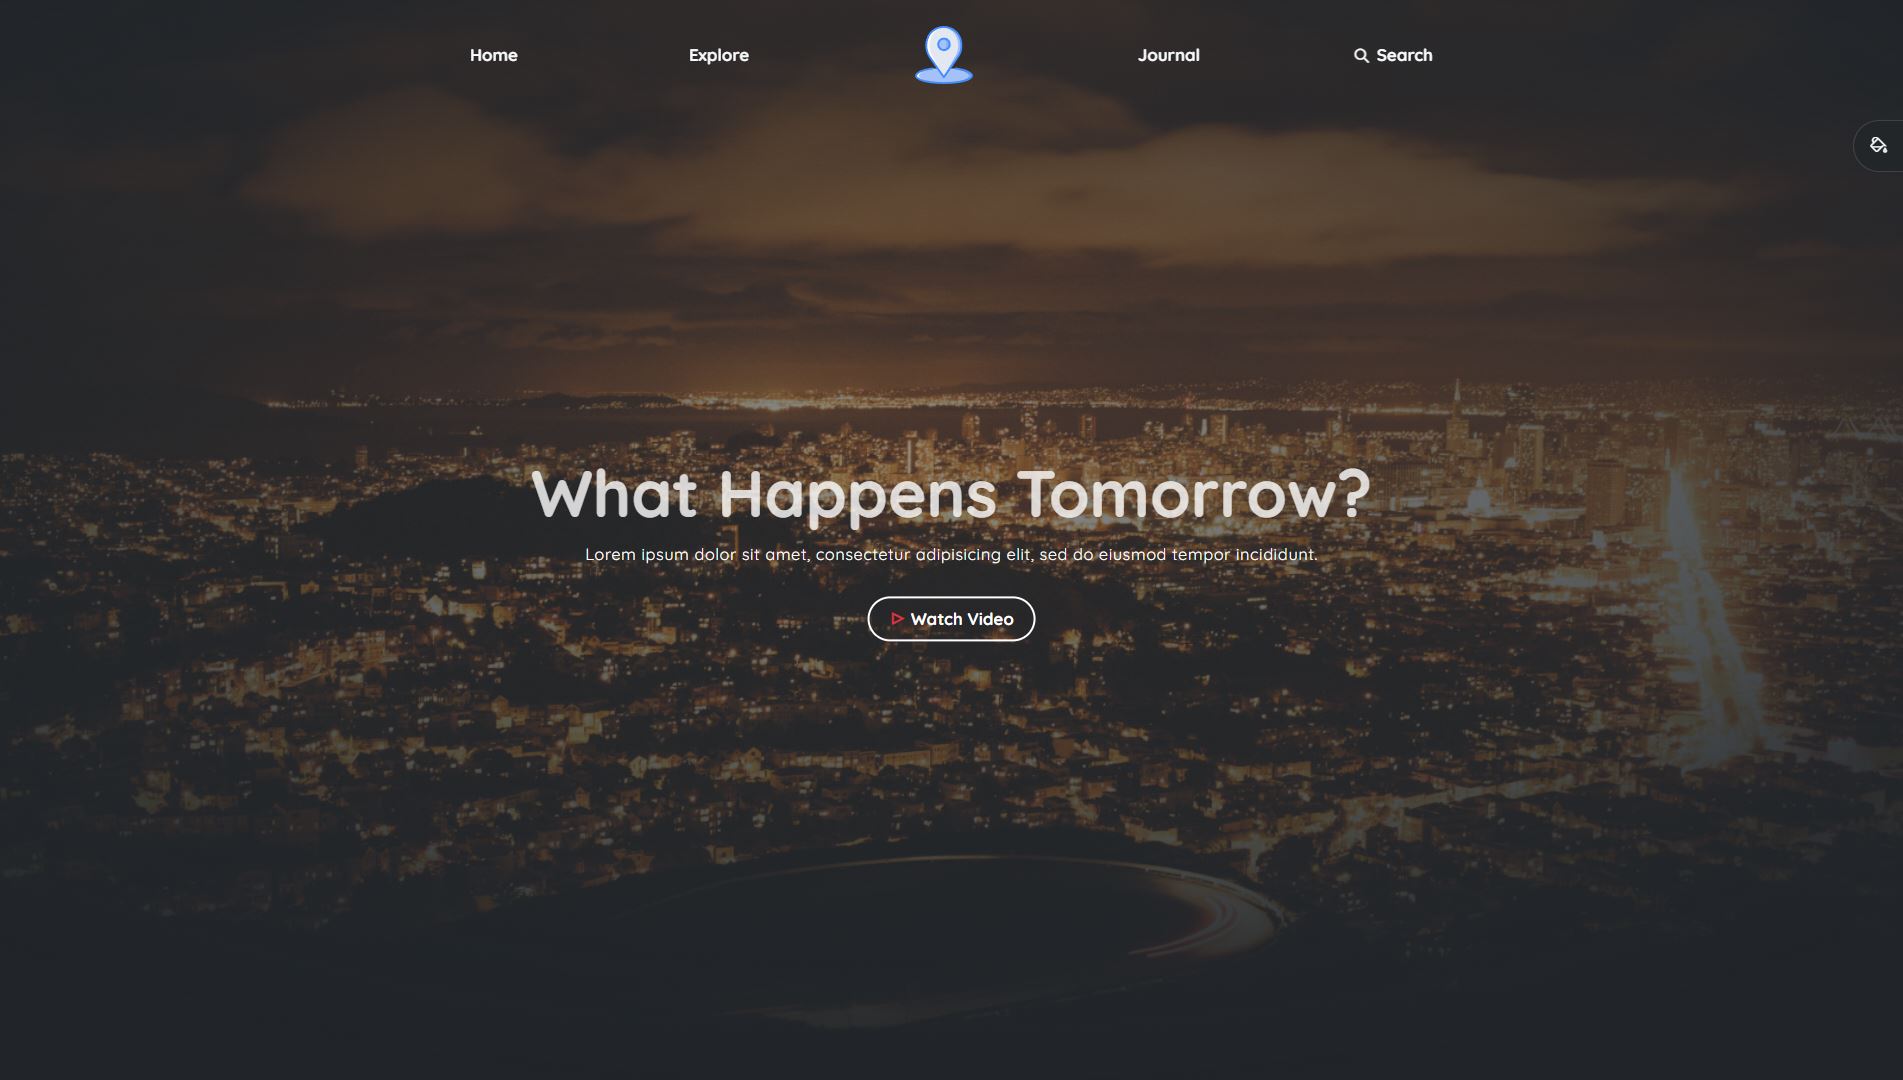 Home
Explore
Journal
Search
What Happens Tomorrow?
Lorem ipsum dolor sit amet, consectetur adipisicing elit, sed do eiusmod tempor incididunt.
Watch Video